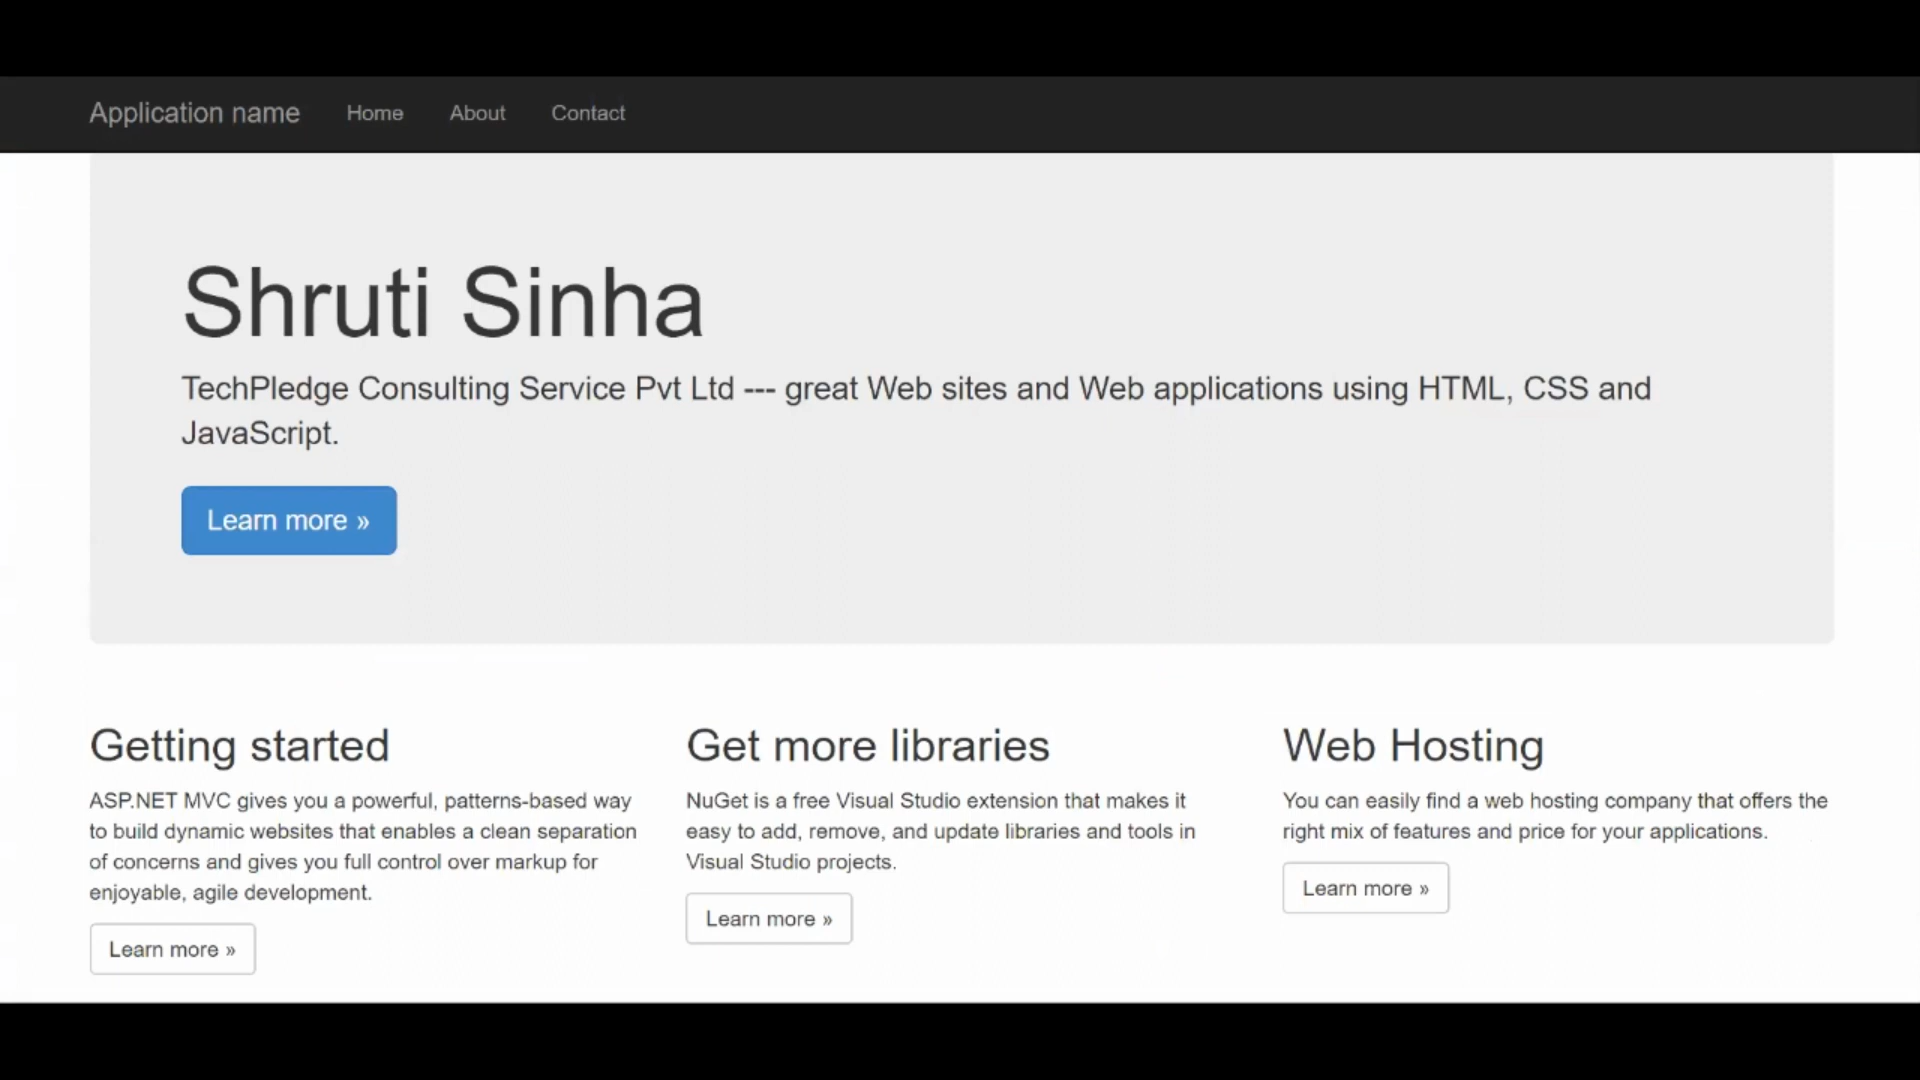 Application name Home About Contact
Shruti Sinha
TechPledge Consulting Service Pvt Ltd --- great Web sites and Web applications using HTML, CSS and
JavaScript.
Learn more »
Getting started
ASP.NET MVC gives you a powerful, patterns-based way
to build dynamic websites that enables a clean separation
of concerns and gives you full control over markup for
enjoyable, agile development.
Learn more »
Get more libraries
NuGet is a free Visual Studio extension that makes it
easy to add, remove, and update libraries and tools in
Visual Studio projects.
Learn more »
Web Hosting
You can easily find a web hosting company that offers the
right mix of features and price for your applications.
Learn more »